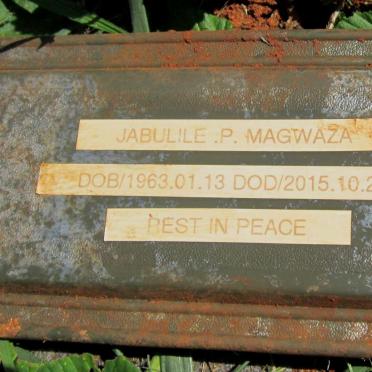 JABULILE .P. MAGWAZA
DOB/1963.01.13 DOD/2015.10.2
REST IN PEACE